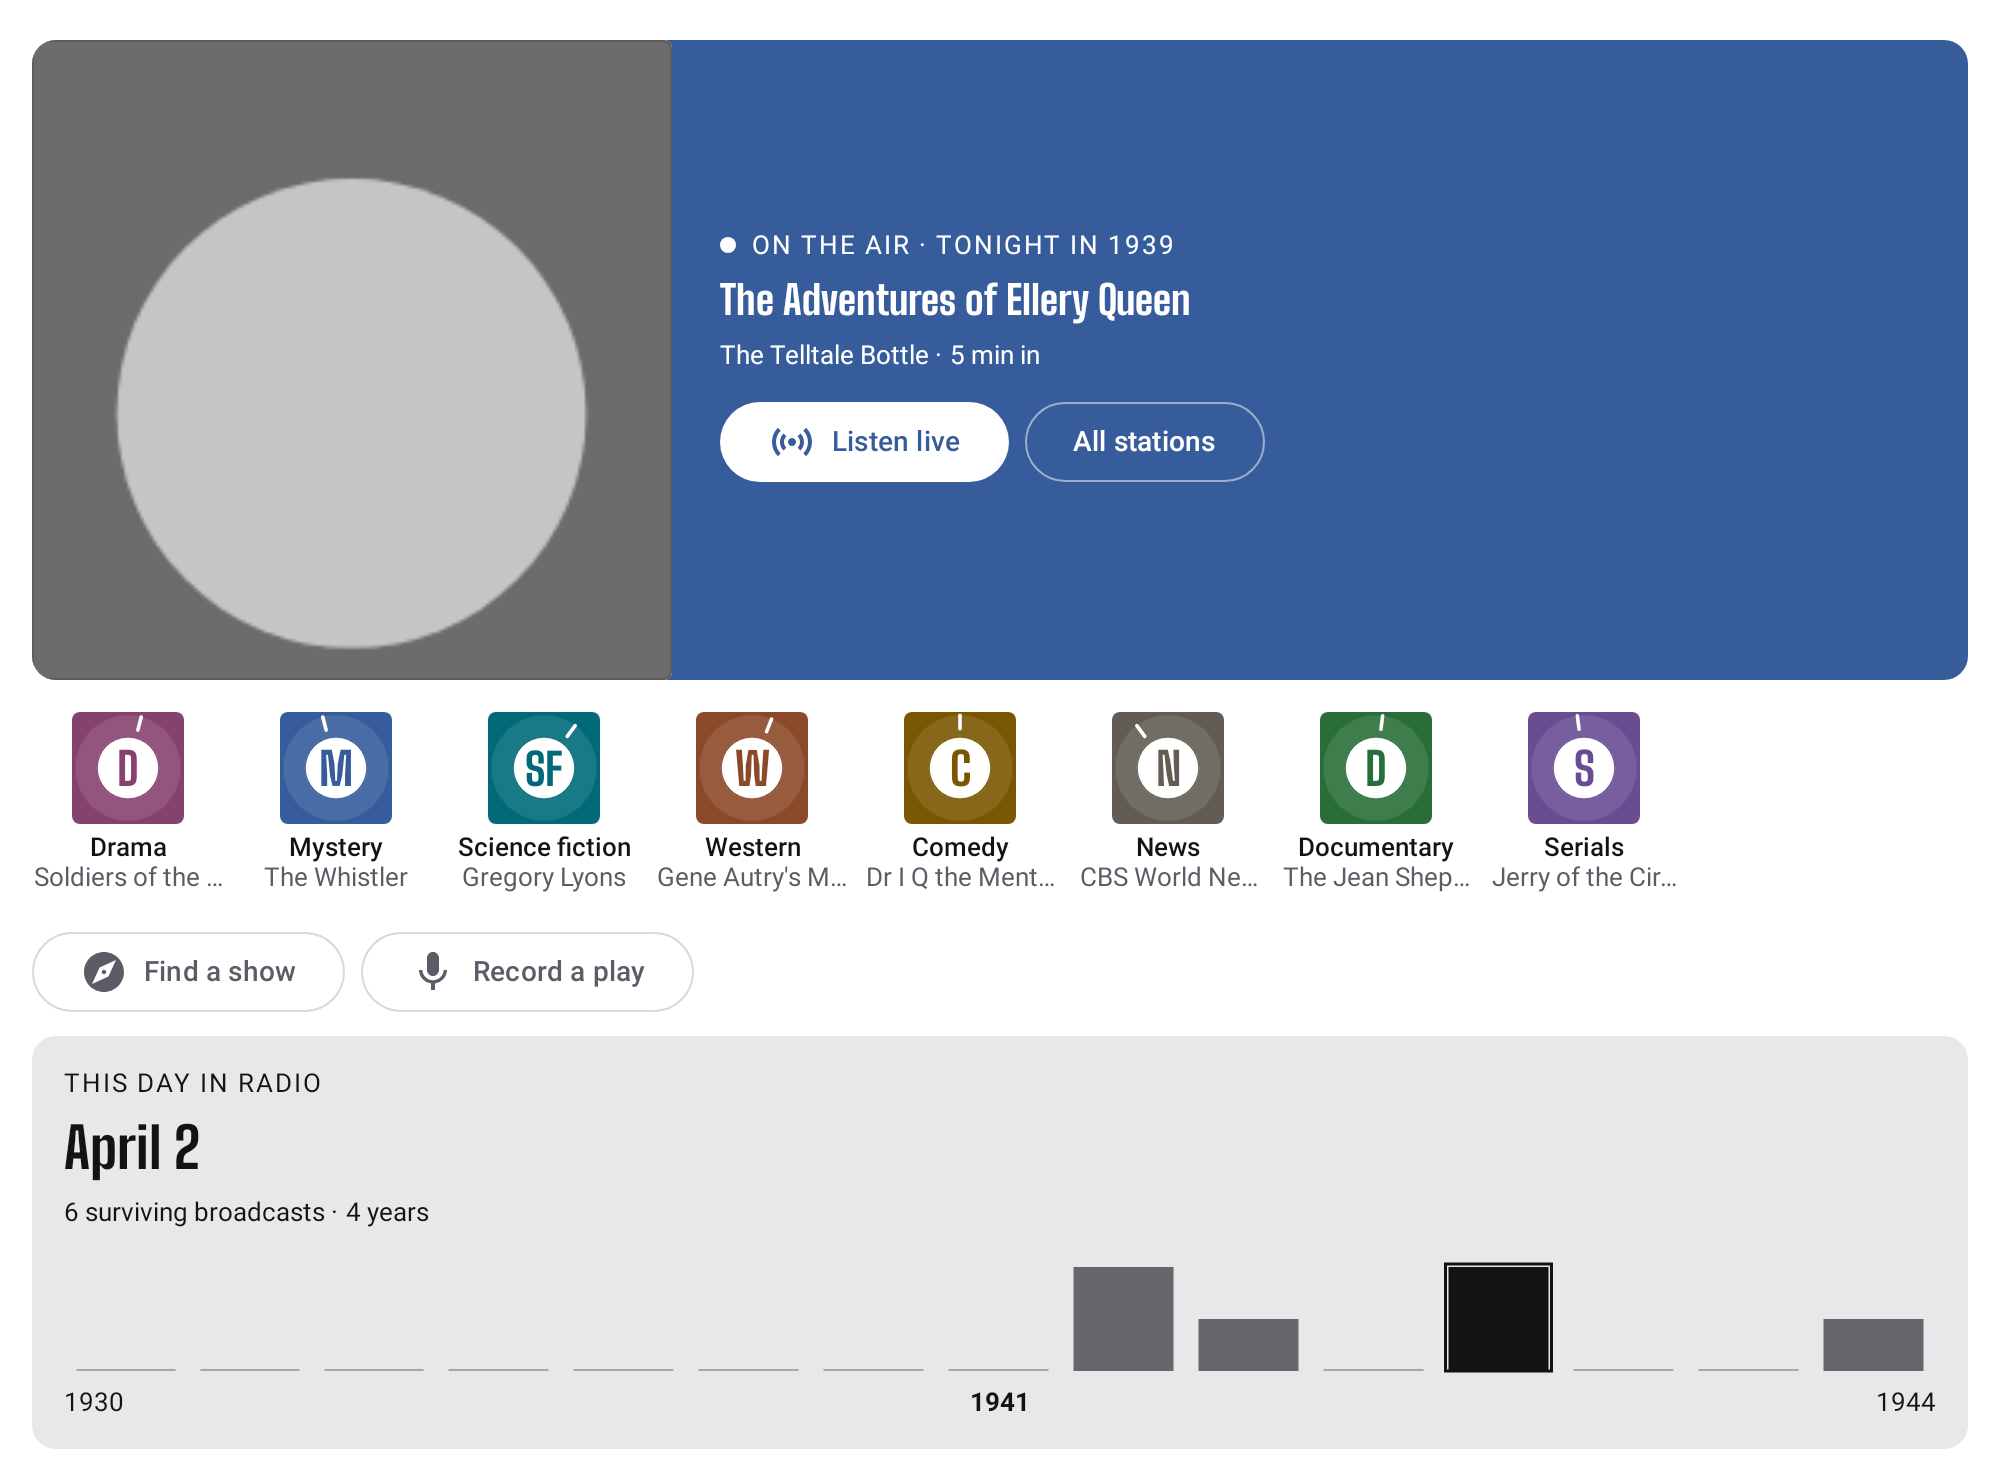 ON THE AIR · TONIGHT IN 1939
The Adventures of Ellery Queen
The Telltale Bottle · 5 min in
Listen live
All stations
D
M
SF
W
C
N
D
S
Drama
Mystery
Science fiction
Western
Comedy
News
Documentary
Serials
Soldiers of the ...
The Whistler
Gregory Lyons
Gene Autry's M...
Dr I Q the Ment...
CBS World Ne...
The Jean Shep...
Jerry of the Cir...
Find a show
Record a play
THIS DAY IN RADIO
April 2
6 surviving broadcasts · 4 years
1930
1941
1944